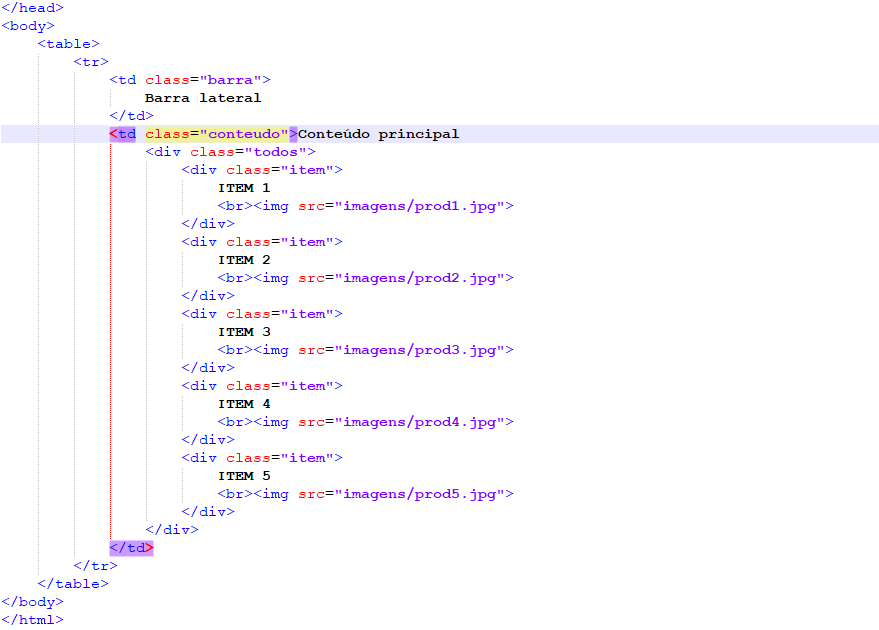 </head>
<body>
    <table>
        <tr>
            <td class="barra">
                Barra lateral
            </td>
            <td class="conteudo">Conteúdo principal
                <div class="todos">
                    <div class="item">
                        ITEM 1
                        <br><img src="imagens/prod1.jpg">
                    </div>
                    <div class="item">
                        ITEM 2
                        <br><img src="imagens/prod2.jpg">
                    </div>
                    <div class="item">
                        ITEM 3
                        <br><img src="imagens/prod3.jpg">
                    </div>
                    <div class="item">
                        ITEM 4
                        <br><img src="imagens/prod4.jpg">
                    </div>
                    <div class="item">
                        ITEM 5
                        <br><img src="imagens/prod5.jpg">
                    </div>
                </div>
            </td>
        </tr>
    </table>
</body>
</html>